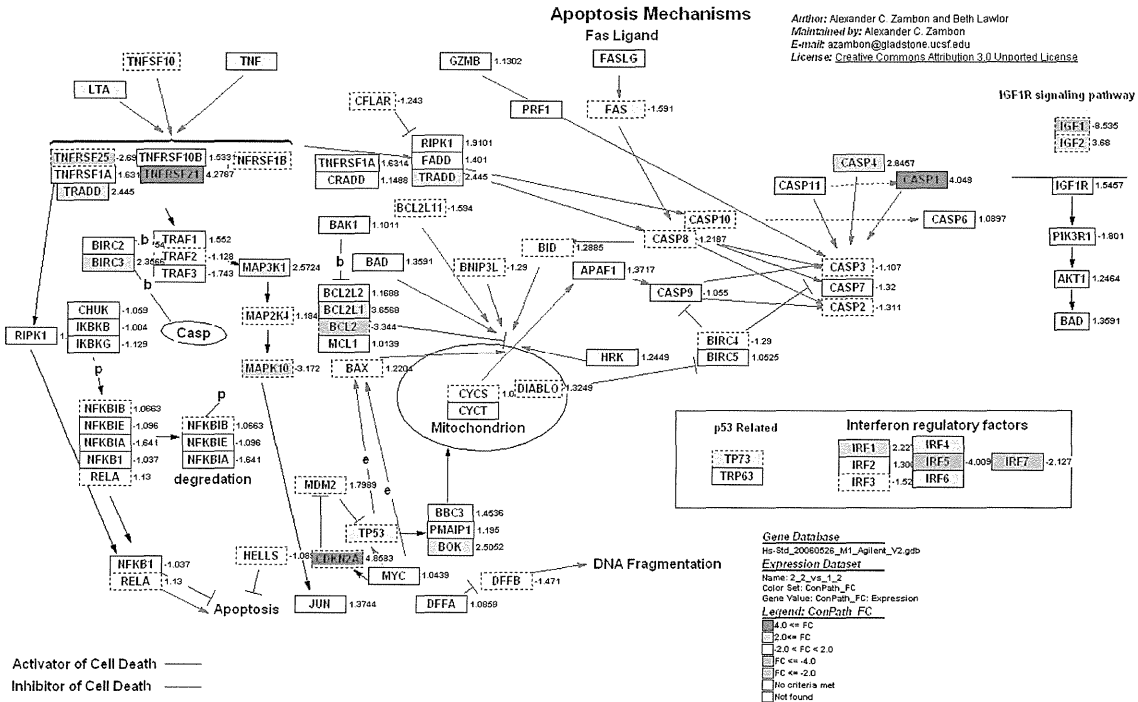 Apoptosis Mechanisms
Fas Ligand
Author: Alexander C. Zambon and Beth Lawlor
Maintained by: Alexander C. Zambon
E-mail: azambon@gladstone.ucsf.edu
License: Creative Commons Attribution 3.0 Unported License
TNFSF10
TNF
LTA
GZMB 1.1302
FASLG
CFLAR -1.243
PRF1
FAS -1.591
IGF1R signaling pathway
IGF1 -8.535
IGF2 3.68
IGF1R 1.5457
PIK3R1 -1.801
AKT1 1.2464
BAD 1.3591
TNFRSF25 -2.69
TNFRSF10B 1.533
NFRSF1B
TNFRSF1A 1.631
TNFRSF21 4.2787
TRADD 2.445
TNFRSF1A 1.6314
CRADD 1.1488
RIPK1 1.9101
FADD 1.401
TRADD 2.445
CASP4 2.8457
CASP11
CASP1 4.048
BCL2L11 -1.594
CASP10
CASP6 1.0897
BAK1 1.1011
CASP8 1.2187
BIRC2
BIRC3
b
TRAF1 1.552
TRAF2 -1.128
TRAF3 -1.743
b
MAP3K1 2.5724
b
BAD 1.3591
BNIP3L -1.29
BID 1.2885
APAF1 1.3717
CASP3 -1.107
CASP7 -1.32
CASP2 -1.311
CASP9 -1.055
BCL2L2 1.1688
BCL2L1 3.6568
BCL2 -3.344
MCL1 1.0139
MAP2K4 1.184
CHUK -1.059
IKBKB -1.004
IKBKG -1.129
RIPK1
Casp
BIRC4 -1.29
BIRC5 1.0525
HRK 1.2449
MAPK10 -3.172
BAX 1.2204
p
CYCS
CYCT
DIABLO 1.3249
Mitochondrion
NFKBIB 1.0663
NFKBIE -1.096
NFKBIA -1.641
NFKB1 -1.037
RELA 1.13
p
NFKBIB 1.0663
NFKBIE -1.096
NFKBIA -1.641
degredation
p53 Related
TP73
TRP63
Interferon regulatory factors
IRF1 2.22
IRF2 1.30
IRF3 -1.52
IRF4
IRF5 -4.009
IRF6
IRF7 -2.127
e
e
MDM2 1.7989
TP53
BBC3 1.4536
PMAIP1 1.195
BOK 2.5052
HELLS
CDKN2A 4.8583
MYC 1.0439
NFKB1 -1.037
RELA 1.13
Apoptosis
JUN 1.3744
DFFA 1.0859
DFFB -1.471
DNA Fragmentation
Gene Database
Hs-Std_20060526_M1_Agilent_V2.gdb
Expression Dataset
Name: 2_2_vs_1_2
Color Set: ConPath_FC
Gene Value: ConPath_FC: Expression
Legend: ConPath_FC
4.0 <= FC
2.0<= FC
-2.0 < FC < 2.0
FC <= -4.0
FC <= -2.0
No criteria met
Not found
Activator of Cell Death
Inhibitor of Cell Death